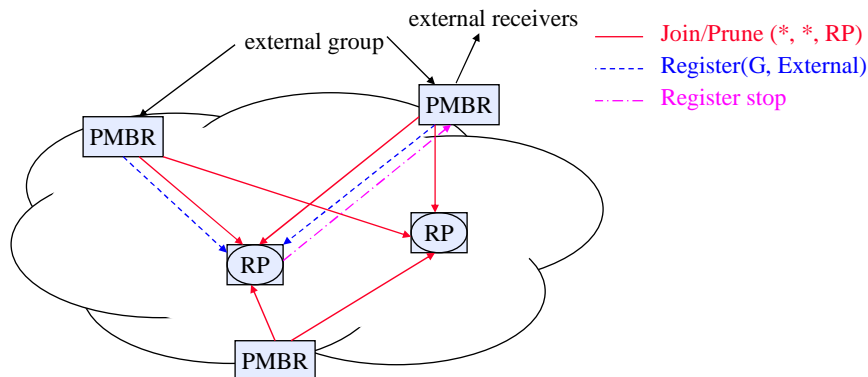 external receivers
external group
Join/Prune (*, *, RP)
Register(G, External)
Register stop
PMBR
PMBR
RP
RP
PMBR